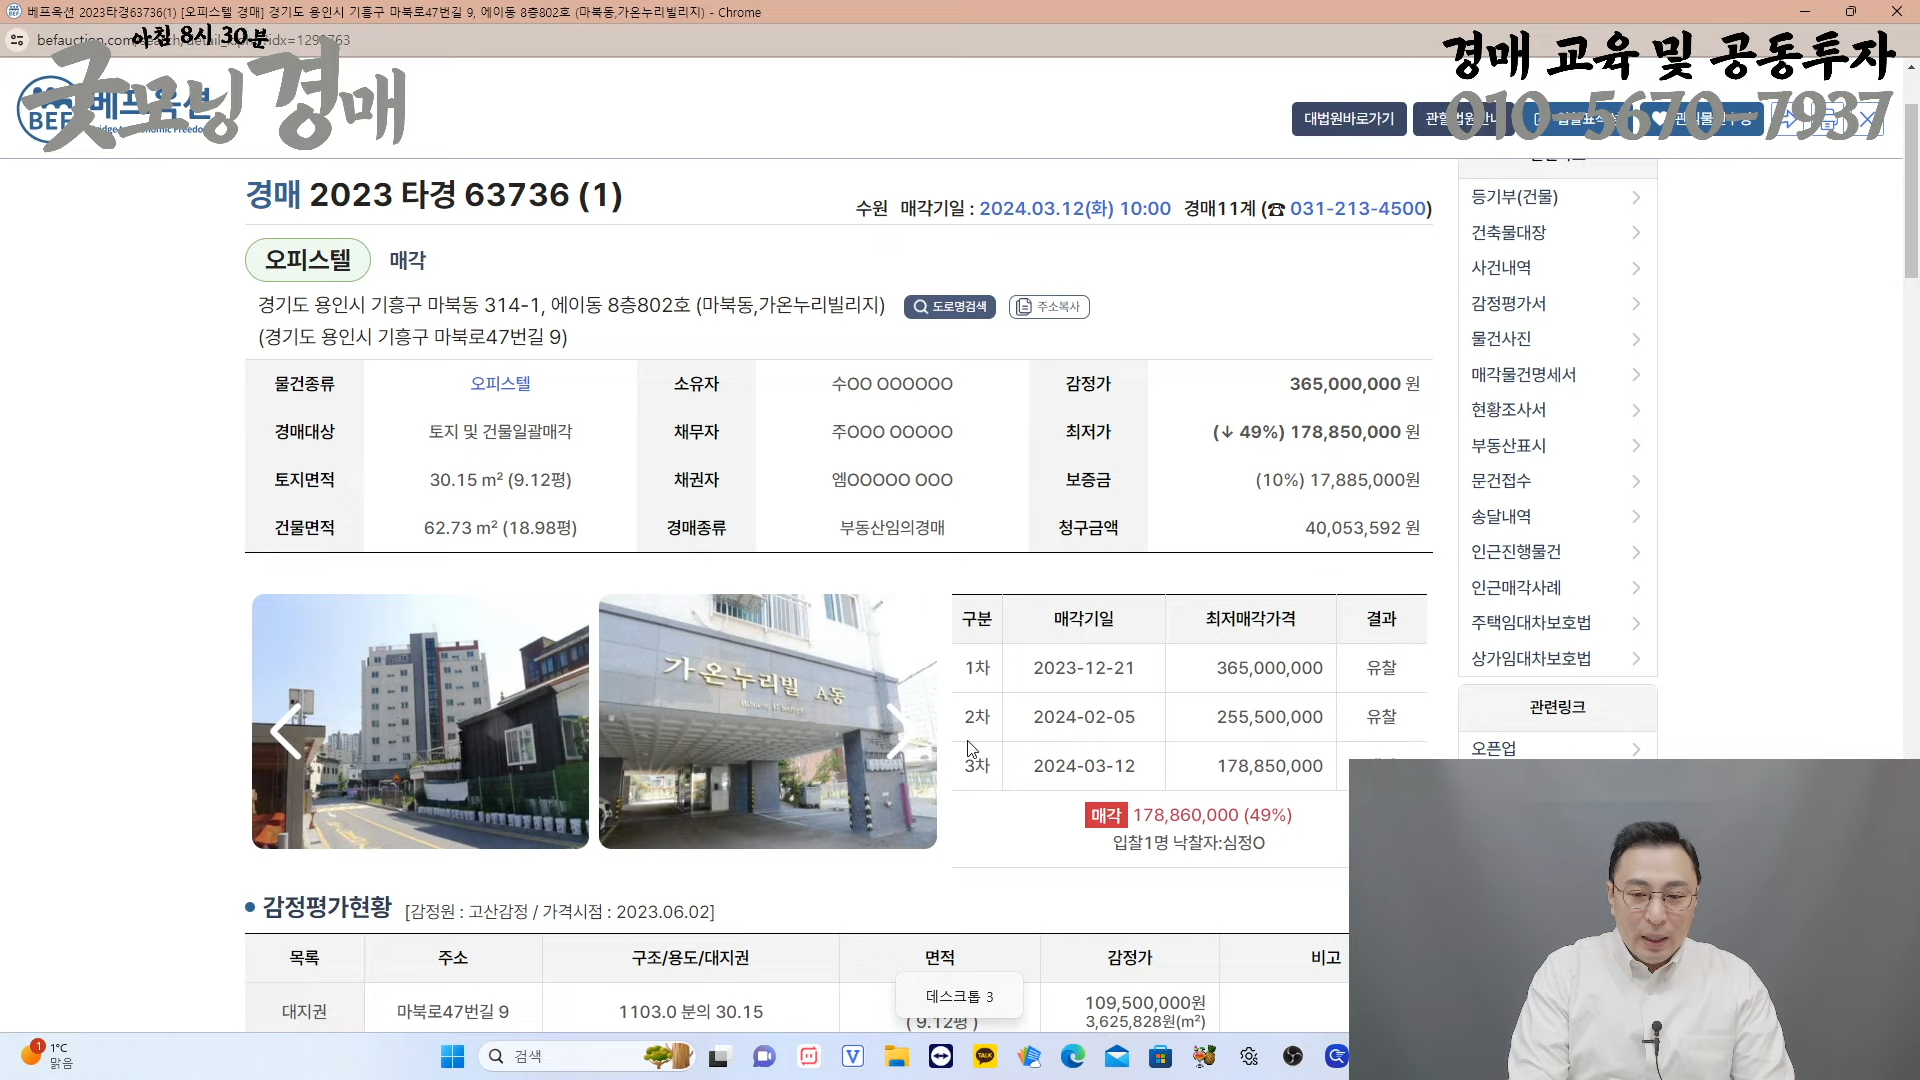 베프옥션 2023타경63736(1) [오피스텔 경매] 경기도 용인시 기흥구 마북로47번길 9, 에이동 8층802호 (마북동,가온누리빌리지) - Chrome
아침 8시 30분
굿모닝경매
경매 교육 및 공동투자
010-5670-7937
베프옥션
대법원바로가기
경매 2023 타경 63736 (1)
수원 매각기일 : 2024.03.12(화) 10:00 경매11계 (☎ 031-213-4500)
오피스텔 매각
경기도 용인시 기흥구 마북동 314-1, 에이동 8층802호 (마북동,가온누리빌리지) 도로명검색 주소복사
(경기도 용인시 기흥구 마북로47번길 9)
물건종류 오피스텔 소유자 수OO OOOOOO 감정가 365,000,000 원
경매대상 토지 및 건물일괄매각 채무자 주OOO OOOOO 최저가 (↓ 49%) 178,850,000 원
토지면적 30.15 m² (9.12평) 채권자 엠OOOOO OOO 보증금 (10%) 17,885,000원
건물면적 62.73 m² (18.98평) 경매종류 부동산임의경매 청구금액 40,053,592 원
가온누리빌 A동
구분 매각기일 최저매각가격 결과
1차 2023-12-21 365,000,000 유찰
2차 2024-02-05 255,500,000 유찰
3차 2024-03-12 178,850,000
매각 178,860,000 (49%)
입찰1명 낙찰자:심정O
감정평가현황 [감정원 : 고산감정 / 가격시점 : 2023.06.02]
목록 주소 구조/용도/대지권 면적 감정가 비고
대지권 마북로47번길 9 1103.0 분의 30.15 109,500,000원
( 9.12평 ) 3,625,828원(m²)
데스크톱 3
등기부(건물)
건축물대장
사건내역
감정평가서
물건사진
매각물건명세서
현황조사서
부동산표시
문건접수
송달내역
인근진행물건
인근매각사례
주택임대차보호법
상가임대차보호법
관련링크
오픈업
1
1°C
맑음
검색
V
TALK